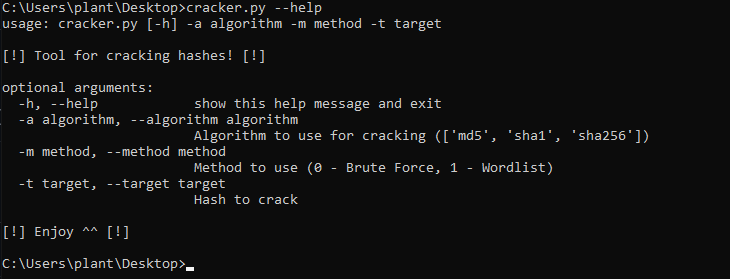 C:\Users\plant\Desktop>cracker.py --help
usage: cracker.py [-h] -a algorithm -m method -t target
[!] Tool for cracking hashes! [!]
optional arguments:
-h, --help show this help message and exit
-a algorithm, --algorithm algorithm
Algorithm to use for cracking (['md5', 'sha1', 'sha256'])
-m method, --method method
Method to use (0 - Brute Force, 1 - Wordlist)
-t target, --target target
Hash to crack
[!] Enjoy ^^ [!]
C:\Users\plant\Desktop>